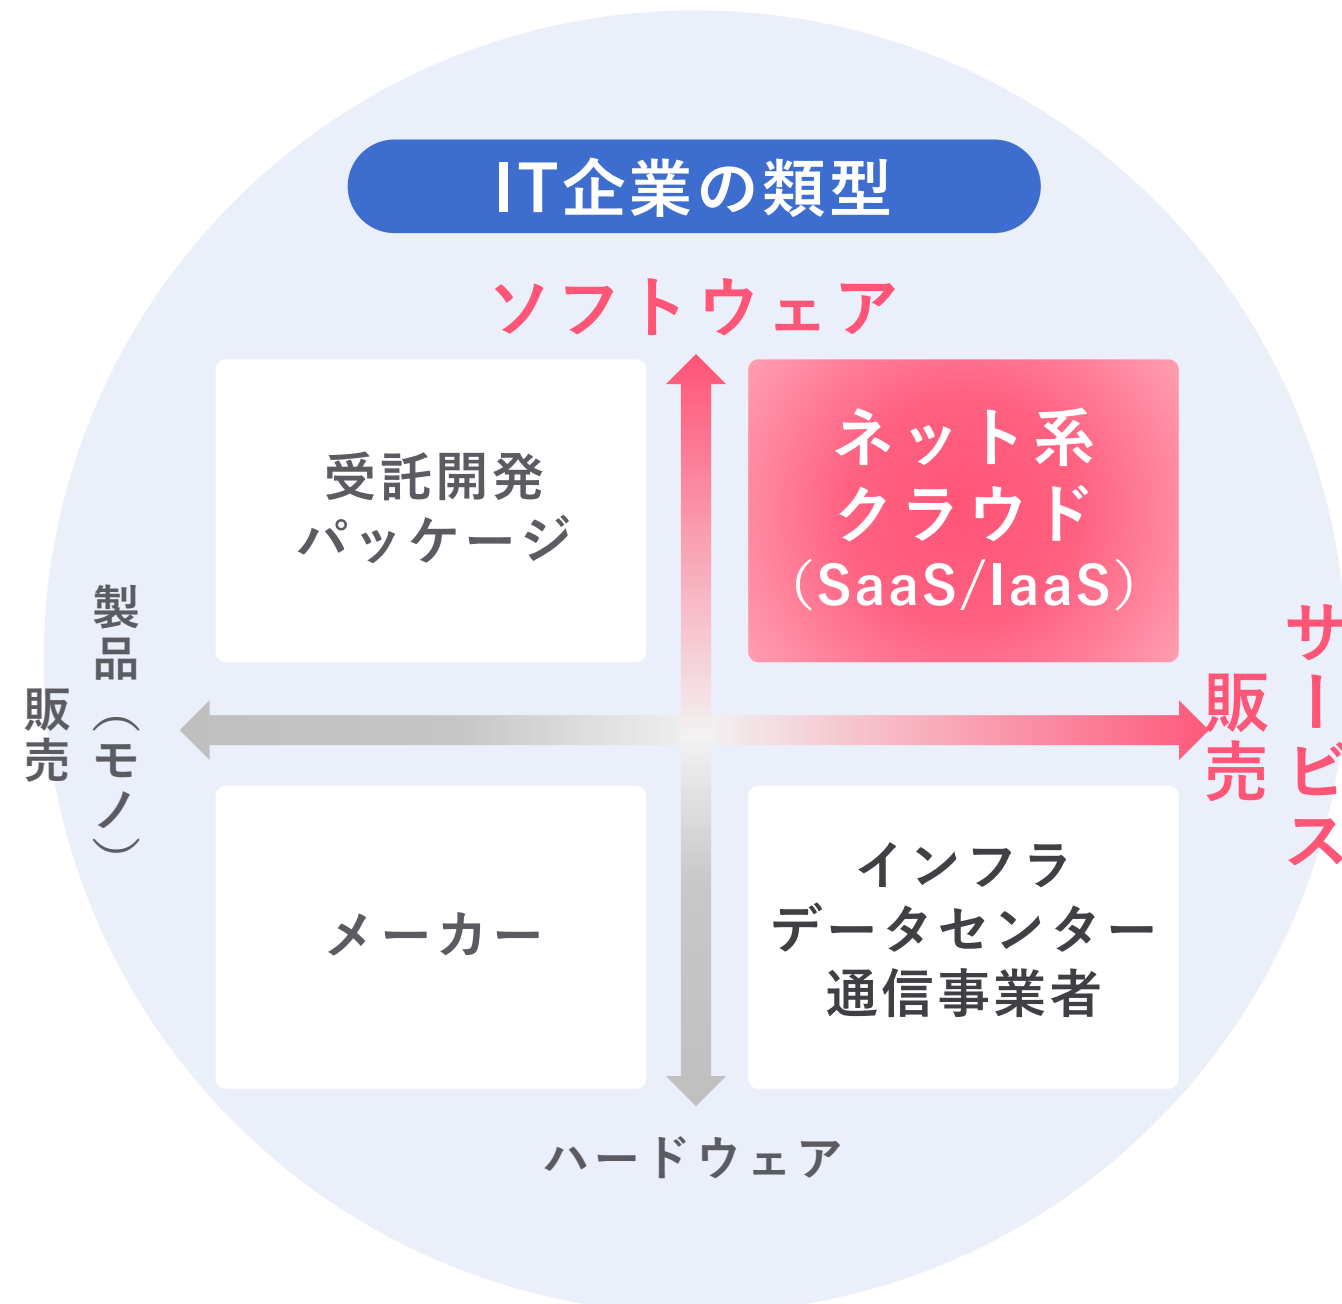 IT企業の類型
ソフトウェア
受託開発
パッケージ
ネット系
クラウド
（SaaS/IaaS）
製品（モノ）
販売
サービス
販売
メーカー
インフラ
データセンター
通信事業者
ハードウェア